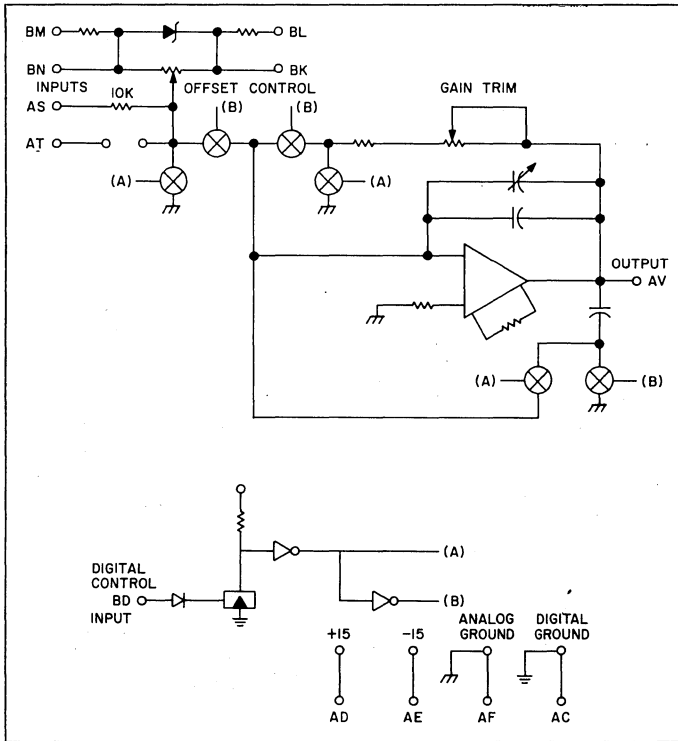 BM
BL
BN
BK
INPUTS
OFFSET CONTROL
GAIN TRIM
AS
10K
(B)
(B)
AT
(A)
(A)
OUTPUT
AV
(A)
(B)
(A)
DIGITAL
CONTROL
BD
INPUT
(B)
+15
-15
ANALOG
GROUND
DIGITAL
GROUND
AD
AE
AF
AC